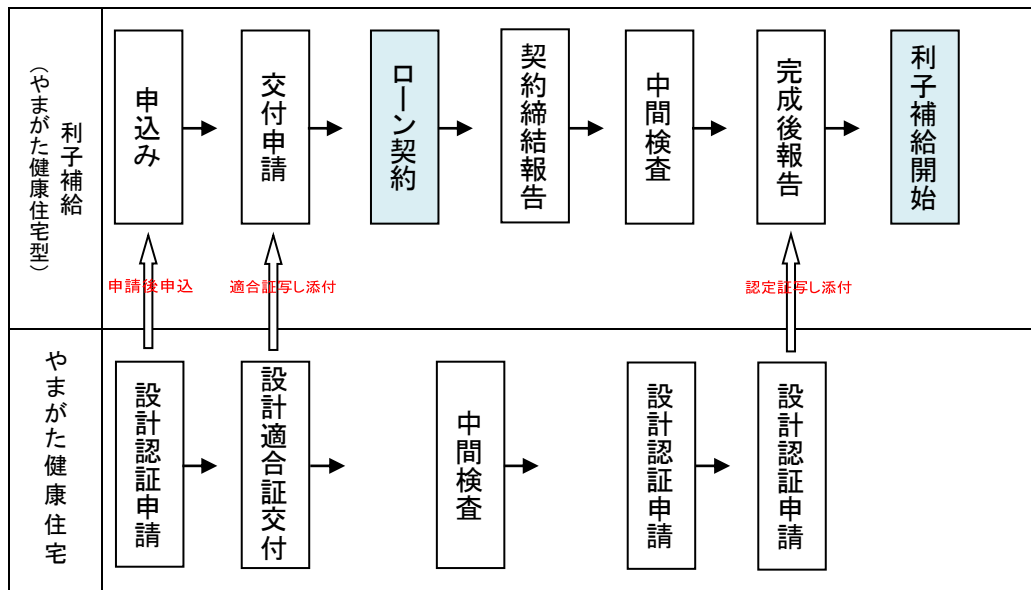 利子補給
（やまがた健康住宅型）
申込み
交付申請
ローン契約
契約締結報告
中間検査
完成後報告
利子補給開始
申請後申込
適合証写し添付
認定証写し添付
やまがた健康住宅
設計認証申請
設計適合証交付
中間検査
設計認証申請
設計認証申請